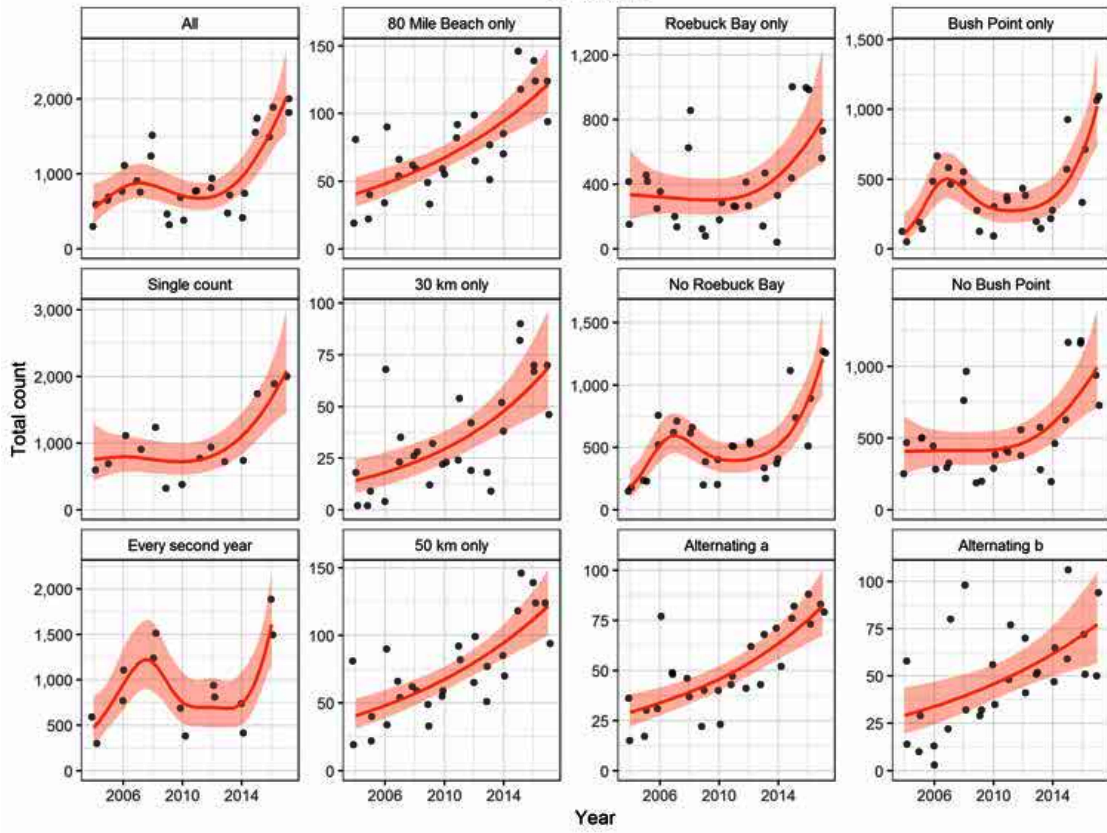 All
80 Mile Beach only
Roebuck Bay only
Bush Point only
2,000
1,000
0
150
100
50
0
1,200
800
400
0
1,500
1,000
500
0
Single count
30 km only
No Roebuck Bay
No Bush Point
Total count
3,000
2,000
1,000
0
100
75
50
25
0
1,500
1,000
500
0
1,000
500
0
Every second year
50 km only
Alternating a
Alternating b
2,000
1,500
1,000
500
0
150
100
50
0
100
75
50
25
0
100
75
50
25
0
2006 2010 2014
2006 2010 2014
2006 2010 2014
2006 2010 2014
Year